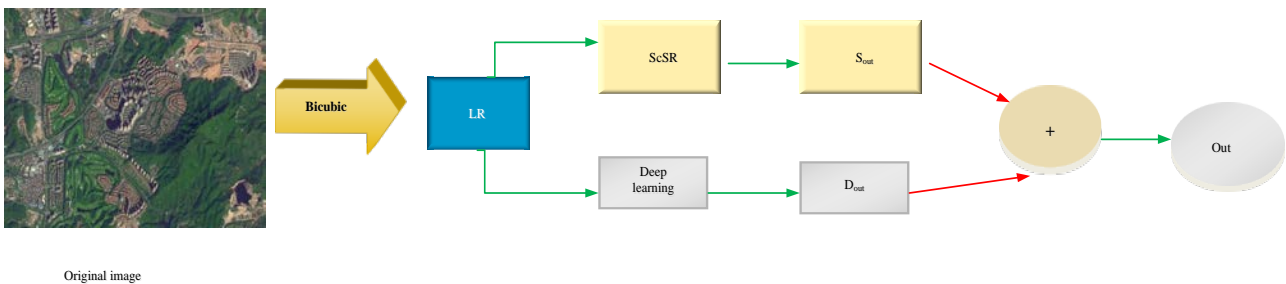 Original image
Bicubic
LR
ScSR
Sout
Deep
learning
Dout
+
Out